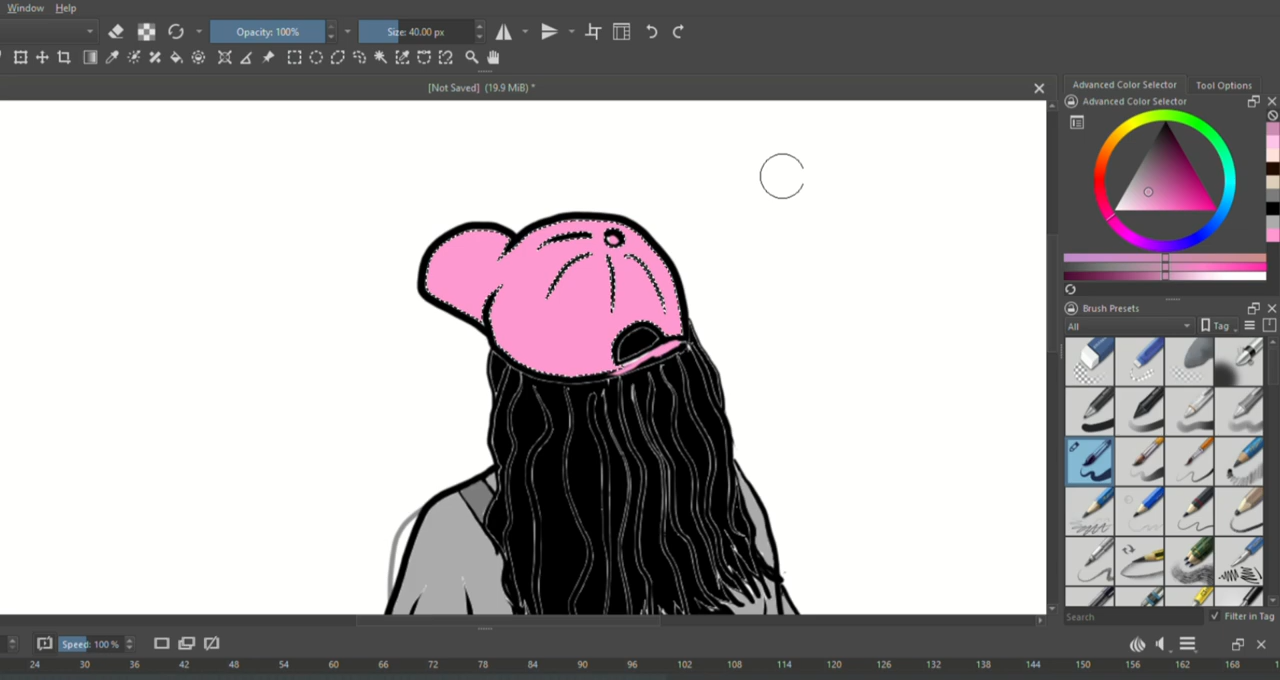 Window Help
Opacity: 100% Size: 40.00 px
[Not Saved] (19.9 MiB) *
Advanced Color Selector Tool Options
Advanced Color Selector
Brush Presets
All Tag
Search Filter in Tag
Speed: 100 %
24 30 36 42 48 54 60 66 72 78 84 90 96 102 108 114 120 126 132 138 144 150 156 162 168 1